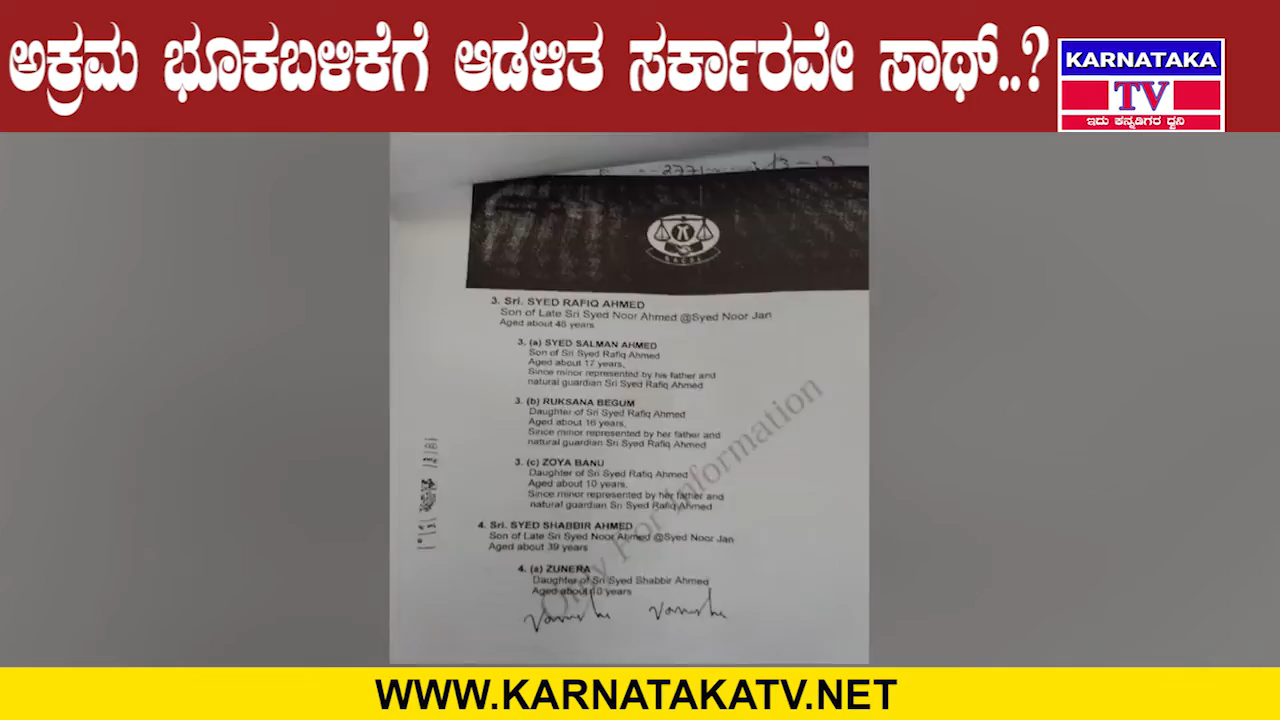 ಅಕ್ರಮ ಭೂಕಬಳಿಕೆಗೆ ಆಡಳಿತ ಸರ್ಕಾರವೇ ಸಾಥ್..?
KARNATAKA
TV
ಇದು ಕನ್ನಡಿಗರ ಧ್ವನಿ
3. Sri. SYED RAFIQ AHMED
Son of Late Sri Syed Noor Ahmed @Syed Noor Jan
Aged about 45 years
3. (a) SYED SALMAN AHMED
Son of Sri Syed Rafiq Ahmed
Aged about 17 years,
Since minor represented by his father and
natural guardian Sri Syed Rafiq Ahmed
3. (b) RUKSANA BEGUM
Daughter of Sri Syed Rafiq Ahmed
Aged about 16 years,
Since minor represented by her father and
natural guardian Sri Syed Rafiq Ahmed
3. (c) ZOYA BANU
Daughter of Sri Syed Rafiq Ahmed
Aged about 10 years,
Since minor represented by her father and
natural guardian Sri Syed Rafiq Ahmed
4. Sri. SYED SHABBIR AHMED
Son of Late Sri Syed Noor Ahmed @Syed Noor Jan
Aged about 39 years
4. (a) ZUNERA
Daughter of Sri Syed Shabbir Ahmed
Aged about 10 years
Only For Information
WWW.KARNATAKATV.NET